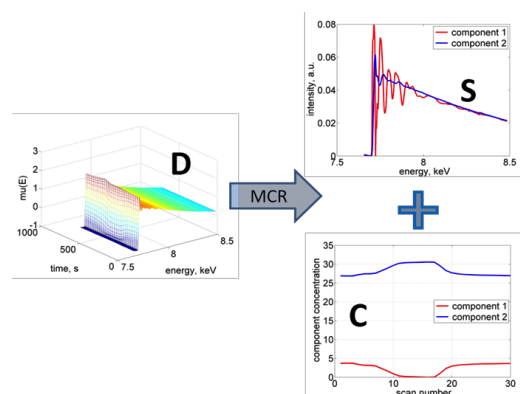 D
mu(E)
3
2
1
0
-1
1000
500
0
time, s
7.5
8
8.5
energy, keV
MCR
S
component 1
component 2
intensity, a.u.
0.08
0.06
0.04
0.02
0
7.5
8
8.5
energy, keV
C
component 1
component 2
component concentration
35
30
25
20
15
10
5
0
0
10
20
30
scan number